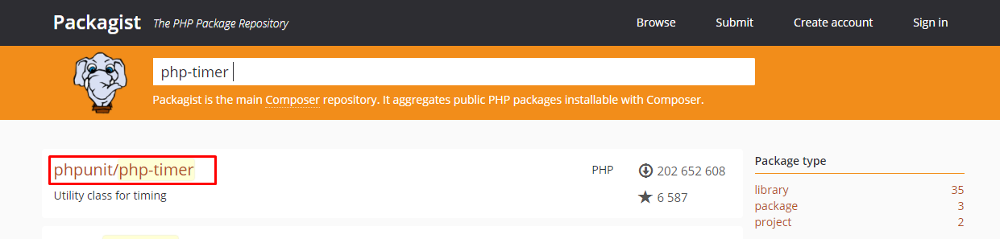 Packagist The PHP Package Repository Browse Submit Create account Sign in
php-timer
Packagist is the main Composer repository. It aggregates public PHP packages installable with Composer.
phpunit/php-timer PHP 202 652 608
Utility class for timing 6 587
Package type
library 35
package 3
project 2